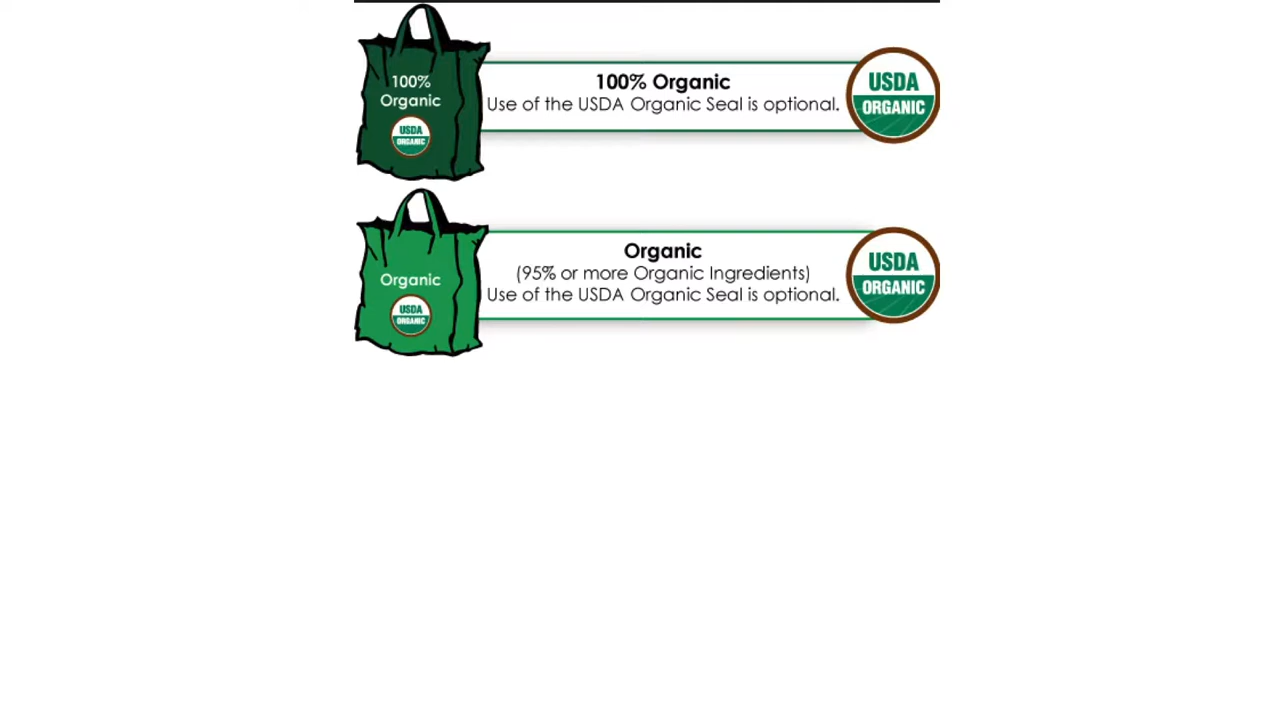 100%
Organic
USDA
ORGANIC
100% Organic
Use of the USDA Organic Seal is optional.
USDA
ORGANIC
Organic
USDA
ORGANIC
Organic
(95% or more Organic Ingredients)
Use of the USDA Organic Seal is optional.
USDA
ORGANIC